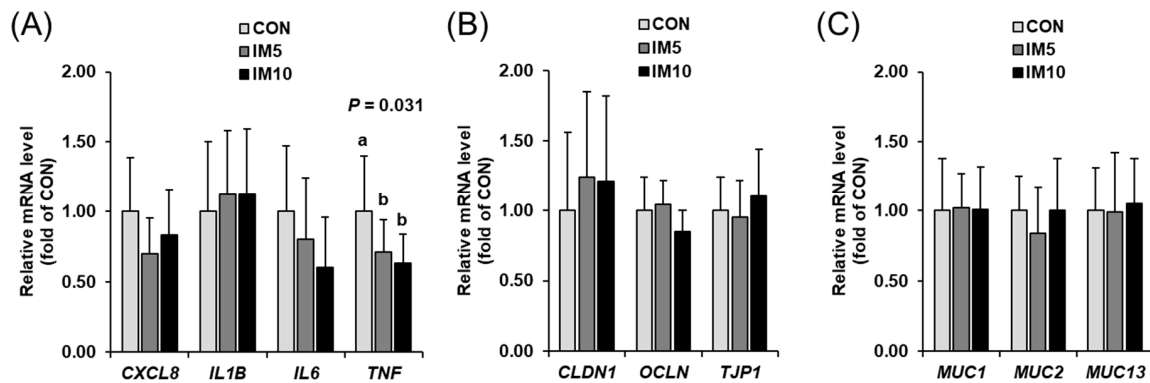 (A)
CON
IM5
IM10
Relative mRNA level
(fold of CON)
2.00
1.50
1.00
0.50
0.00
P = 0.031
a
b
b
CXCL8 IL1B IL6 TNF
(B)
CON
IM5
IM10
Relative mRNA level
(fold of CON)
2.00
1.50
1.00
0.50
0.00
CLDN1 OCLN TJP1
(C)
CON
IM5
IM10
Relative mRNA level
(fold of CON)
2.00
1.50
1.00
0.50
0.00
MUC1 MUC2 MUC13